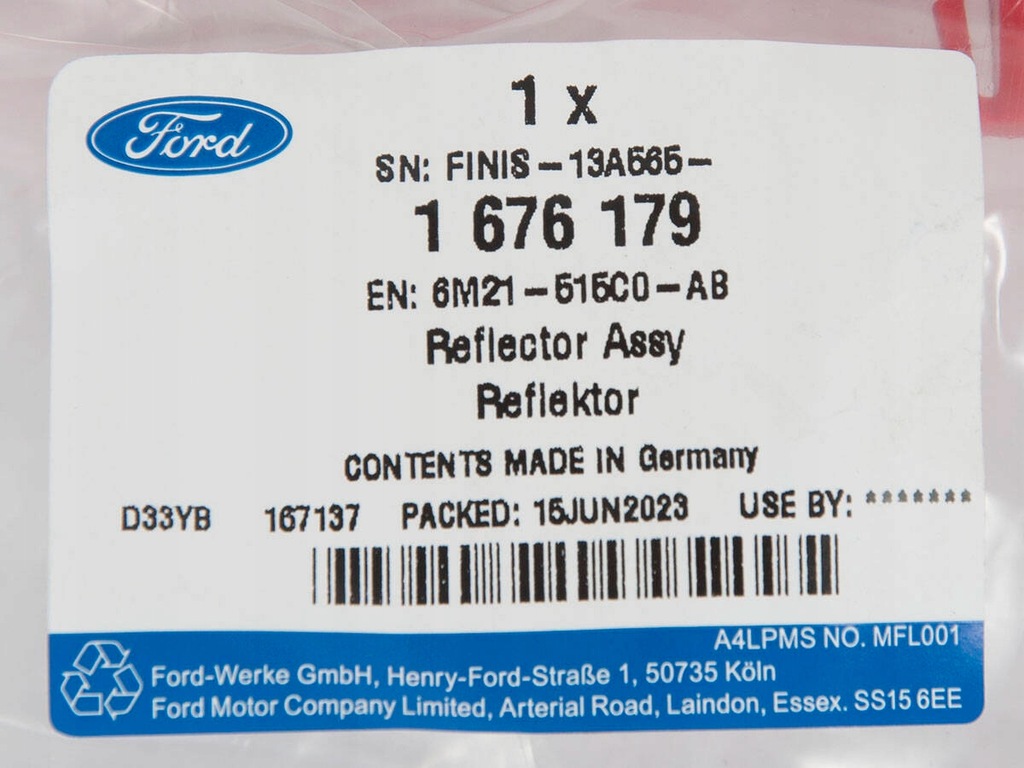 Ford
1 x
SN: FINIS-13A565-
1 676 179
EN: 6M21-515C0-AB
Reflector Assy
Reflektor
CONTENTS MADE IN Germany
D33YB 167137 PACKED: 15JUN2023 USE BY: *******
A4LPMS NO. MFL001
Ford-Werke GmbH, Henry-Ford-Straße 1, 50735 Köln
Ford Motor Company Limited, Arterial Road, Laindon, Essex. SS15 6EE